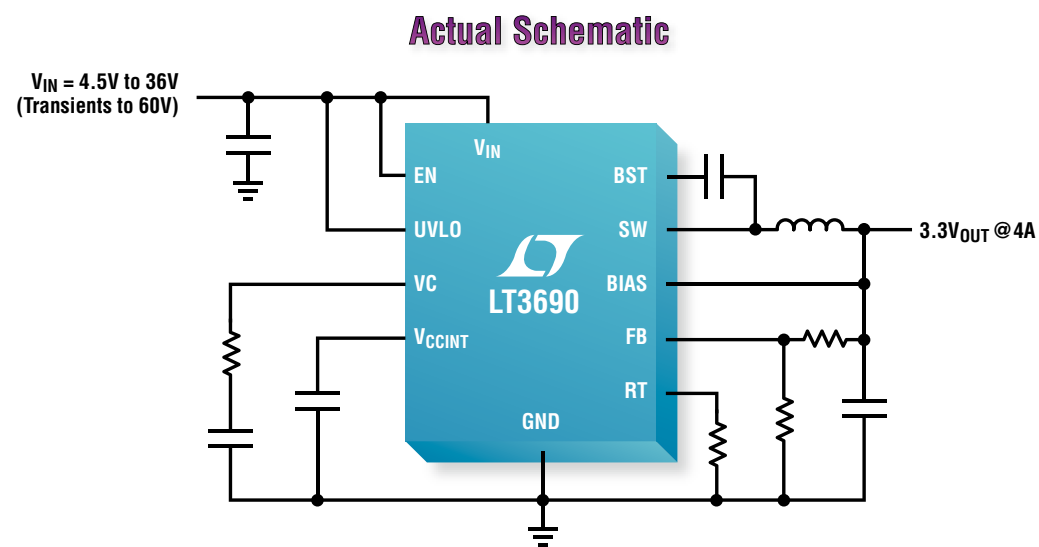 Actual Schematic
VIN = 4.5V to 36V
(Transients to 60V)
VIN
EN
BST
UVLO
SW
3.3VOUT @ 4A
VC
BIAS
LT3690
VCCINT
FB
RT
GND